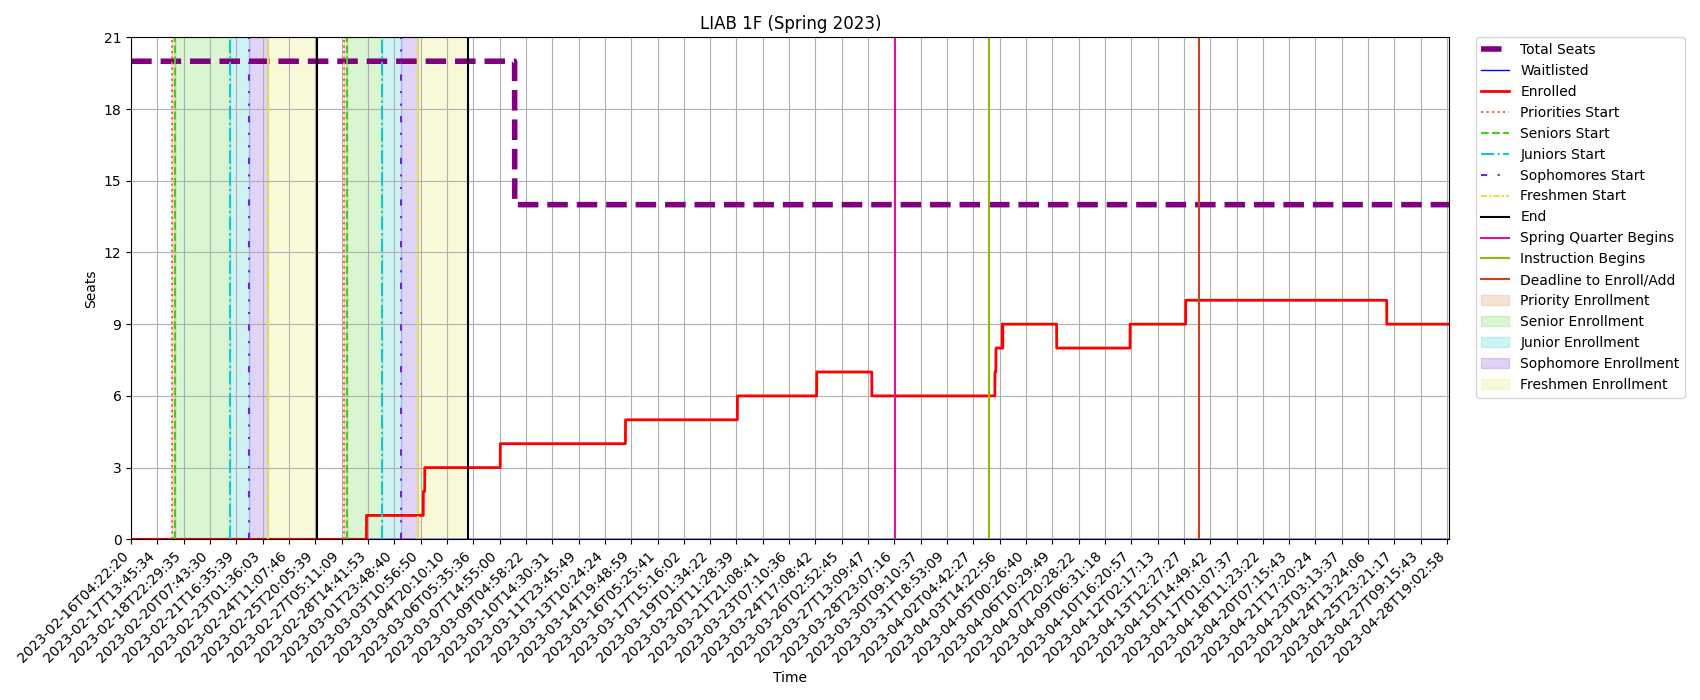 LIAB 1F (Spring 2023)
21
18
15
12
9
6
3
0
Seats
2023-02-16T04:22:20
2023-02-17T13:45:34
2023-02-18T22:29:35
2023-02-20T07:43:30
2023-02-21T16:35:39
2023-02-23T01:36:03
2023-02-24T11:07:46
2023-02-25T20:05:39
2023-02-27T05:11:09
2023-02-28T14:41:53
2023-03-01T23:48:40
2023-03-03T10:56:50
2023-03-04T20:10:10
2023-03-06T05:35:36
2023-03-07T14:55:00
2023-03-09T04:58:22
2023-03-10T14:30:31
2023-03-11T23:45:49
2023-03-13T10:24:24
2023-03-14T19:48:59
2023-03-16T05:25:41
2023-03-17T15:16:02
2023-03-19T01:34:22
2023-03-20T11:28:39
2023-03-21T21:08:41
2023-03-23T07:10:36
2023-03-24T17:08:42
2023-03-26T02:52:45
2023-03-27T13:09:47
2023-03-28T23:07:16
2023-03-30T09:10:37
2023-03-31T18:53:09
2023-04-02T04:42:27
2023-04-03T14:22:56
2023-04-05T00:26:40
2023-04-06T10:29:49
2023-04-07T20:28:22
2023-04-09T06:31:18
2023-04-10T16:20:57
2023-04-12T02:17:13
2023-04-13T12:27:27
2023-04-15T14:49:42
2023-04-17T01:07:37
2023-04-18T11:23:22
2023-04-20T07:15:43
2023-04-21T17:20:24
2023-04-23T03:13:37
2023-04-24T13:24:06
2023-04-25T23:21:17
2023-04-27T09:15:43
2023-04-28T19:02:58
Time
Total Seats
Waitlisted
Enrolled
Priorities Start
Seniors Start
Juniors Start
Sophomores Start
Freshmen Start
End
Spring Quarter Begins
Instruction Begins
Deadline to Enroll/Add
Priority Enrollment
Senior Enrollment
Junior Enrollment
Sophomore Enrollment
Freshmen Enrollment